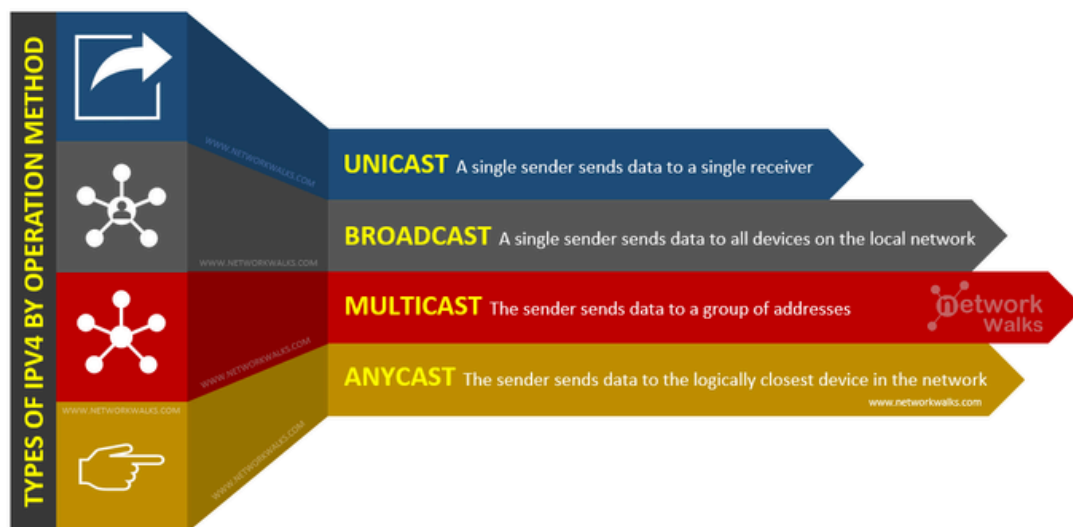 TYPES OF IPV4 BY OPERATION METHOD
WWW.NETWORKWALKS.COM
UNICAST A single sender sends data to a single receiver
BROADCAST A single sender sends data to all devices on the local network
WWW.NETWORKWALKS.COM
MULTICAST The sender sends data to a group of addresses
network
Walks
WWW.NETWORKWALKS.COM
ANYCAST The sender sends data to the logically closest device in the network
www.networkwalks.com
WWW.NETWORKWALKS.COM
WWW.NETWORKWALKS.COM